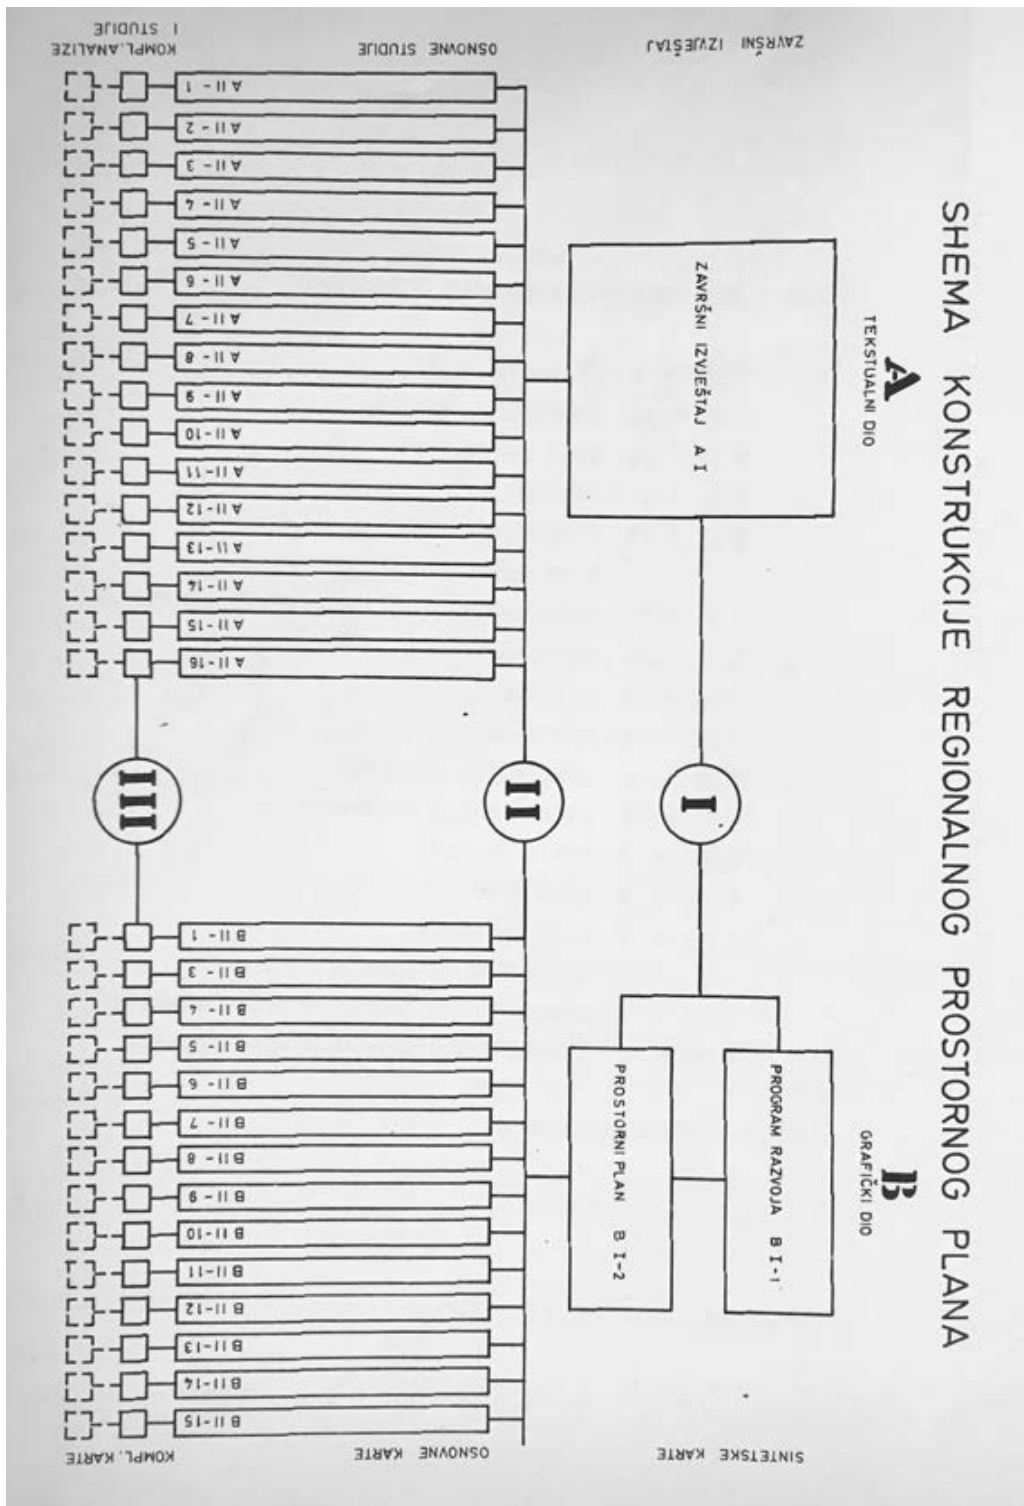 SHEMA KONSTRUKCIJE REGIONALNOG PROSTORNOG PLANA
A
TEKSTUALNI DIO
B
GRAFIČKI DIO
ZAVRŠNI IZVJEŠTAJ
ZAVRŠNI IZVJEŠTAJ A I
I
PROGRAM RAZVOJA B I-1
PROSTORNI PLAN B I-2
SINTETSKE KARTE
OSNOVNE STUDIJE
II
OSNOVNE KARTE
KOMPL. ANALIZE
I STUDIJE
III
KOMPL. KARTE
A II - 1
A II - 2
A II - 3
A II - 4
A II - 5
A II - 6
A II - 7
A II - 8
A II - 9
A II - 10
A II - 11
A II - 12
A II - 13
A II - 14
A II - 15
A II - 16
B II - 1
B II - 3
B II - 4
B II - 5
B II - 6
B II - 7
B II - 8
B II - 9
B II - 10
B II - 11
B II - 12
B II - 13
B II - 14
B II - 15